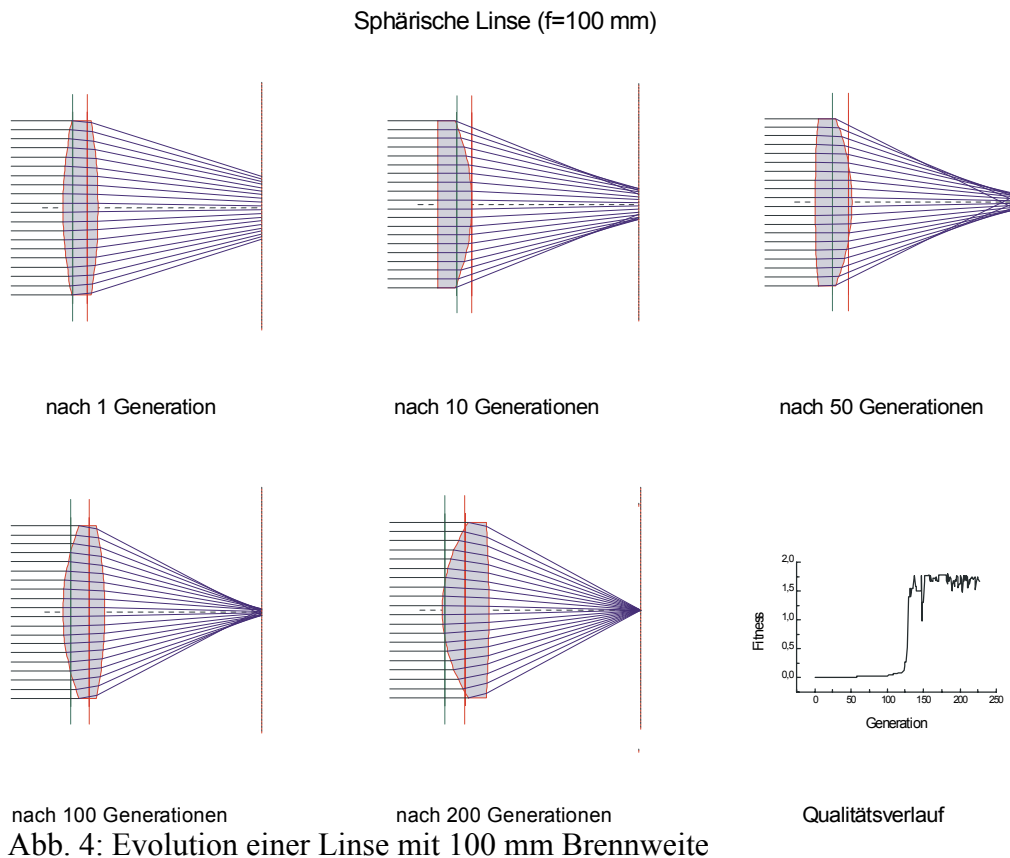 Sphärische Linse (f=100 mm)
nach 1 Generation
nach 10 Generationen
nach 50 Generationen
2,0
1,5
1,0
0,5
0,0
Fitness
0 50 100 150 200 250
Generation
nach 100 Generationen
nach 200 Generationen
Qualitätsverlauf
Abb. 4: Evolution einer Linse mit 100 mm Brennweite